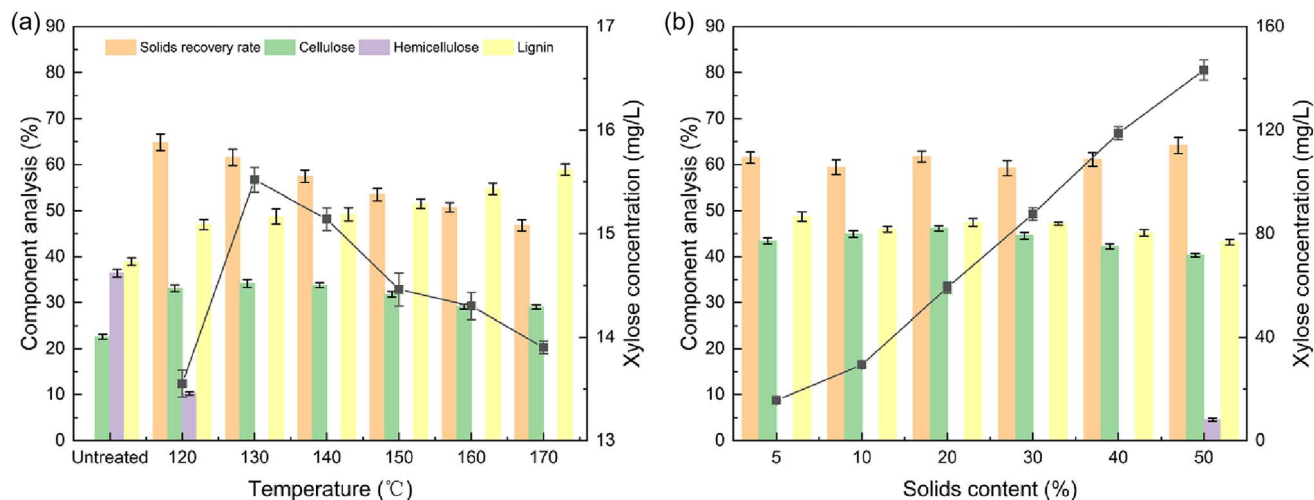 (a)
Solids recovery rate
Cellulose
Hemicellulose
Lignin
Component analysis (%)
90
80
70
60
50
40
30
20
10
0
Untreated 120 130 140 150 160 170
Temperature (℃)
17
16
15
14
13
Xylose concentration (mg/L)
(b)
Component analysis (%)
90
80
70
60
50
40
30
20
10
0
5 10 20 30 40 50
Solids content (%)
160
120
80
40
0
Xylose concentration (mg/L)